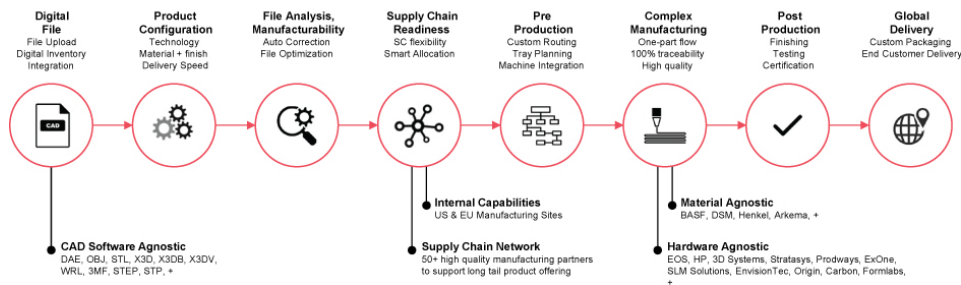 Digital
File
File Upload
Digital Inventory
Integration
Product
Configuration
Technology
Material + finish
Delivery Speed
File Analysis,
Manufacturability
Auto Correction
File Optimization
Supply Chain
Readiness
SC flexibility
Smart Allocation
Pre
Production
Custom Routing
Tray Planning
Machine Integration
Complex
Manufacturing
One-part flow
100% traceability
High quality
Post
Production
Finishing
Testing
Certification
Global
Delivery
Custom Packaging
End Customer Delivery
CAD
Internal Capabilities
US & EU Manufacturing Sites
Material Agnostic
BASF, DSM, Henkel, Arkema, +
CAD Software Agnostic
DAE, OBJ, STL, X3D, X3DB, X3DV,
WRL, 3MF, STEP, STP, +
Supply Chain Network
50+ high quality manufacturing partners
to support long tail product offering
Hardware Agnostic
EOS, HP, 3D Systems, Stratasys, Prodways, ExOne,
SLM Solutions, EnvisionTec, Origin, Carbon, Formlabs,
+